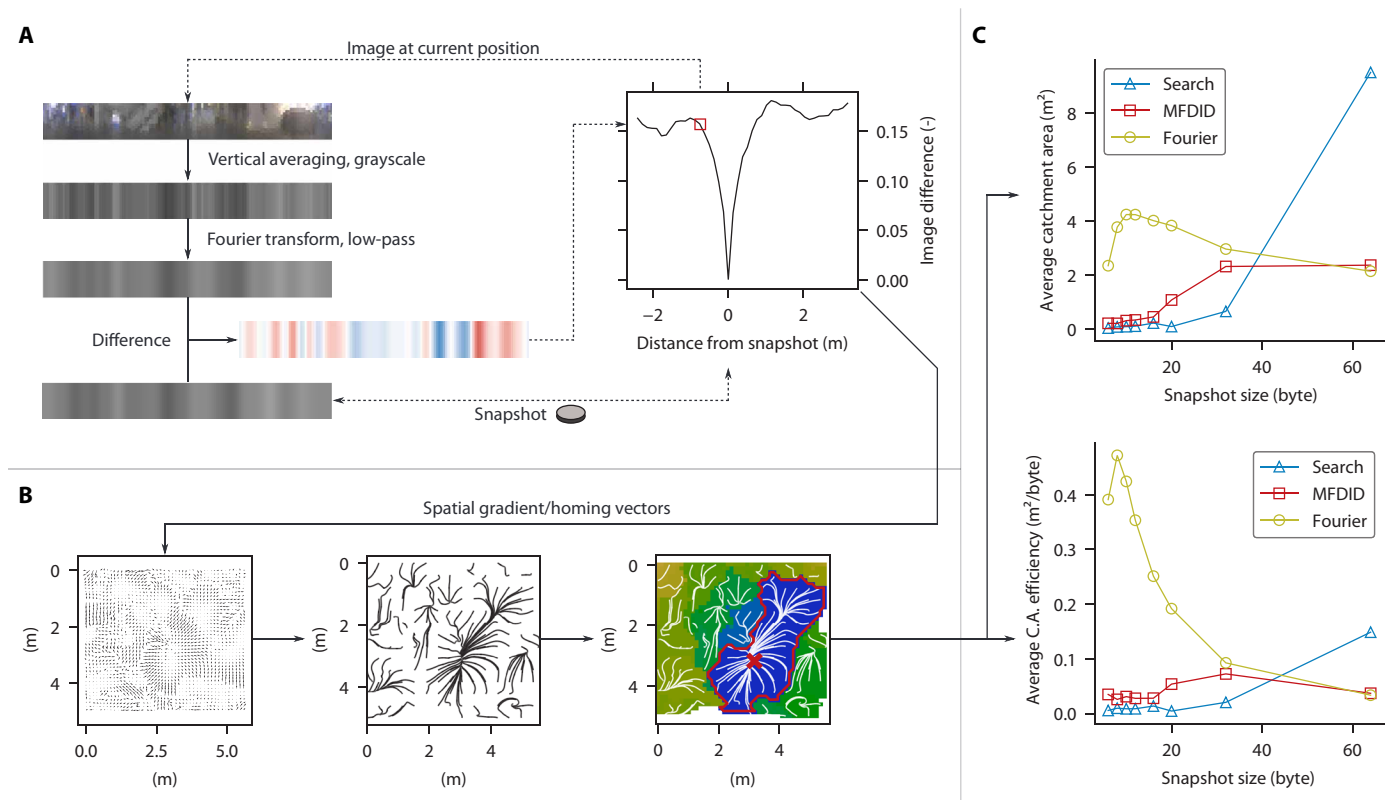 A
Image at current position
Vertical averaging, grayscale
Fourier transform, low-pass
Difference
Snapshot
0.15
0.10
0.05
0.00
Image difference (-)
−2 0 2
Distance from snapshot (m)
B
Spatial gradient/homing vectors
0
2
4
(m)
0.0 2.5 5.0
(m)
0
2
4
(m)
0 2 4
(m)
0
2
4
(m)
0 2 4
(m)
C
Search
MFDID
Fourier
8
6
4
2
0
Average catchment area (m²)
20 40 60
Snapshot size (byte)
Search
MFDID
Fourier
0.4
0.3
0.2
0.1
0.0
Average C.A. efficiency (m²/byte)
20 40 60
Snapshot size (byte)